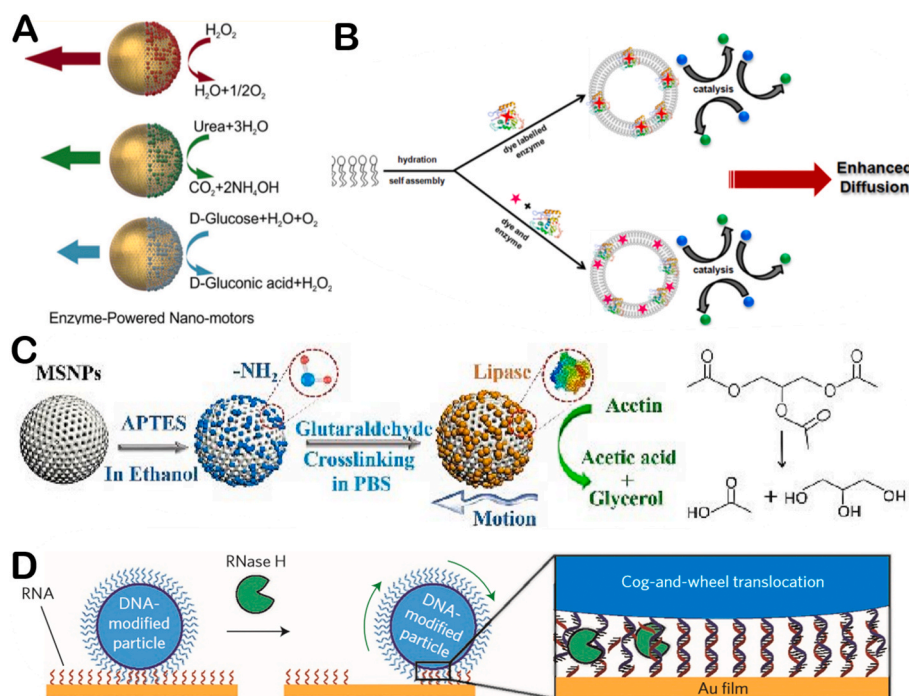 A
H₂O₂
H₂O+1/2O₂
Urea+3H₂O
CO₂+2NH₄OH
D-Glucose+H₂O+O₂
D-Gluconic acid+H₂O₂
Enzyme-Powered Nano-motors
B
hydration
self assembly
dye labelled
enzyme
dye and
enzyme
catalysis
catalysis
Enhanced
Diffusion
C
MSNPs
APTES
In Ethanol
-NH₂
Glutaraldehyde
Crosslinking
in PBS
Lipase
Motion
Acetin
Acetic acid
+
Glycerol
O
O
O
O
O
O
HO
O
+
HO
OH
OH
D
RNA
DNA-
modified
particle
RNase H
DNA-
modified
particle
Cog-and-wheel translocation
Au film